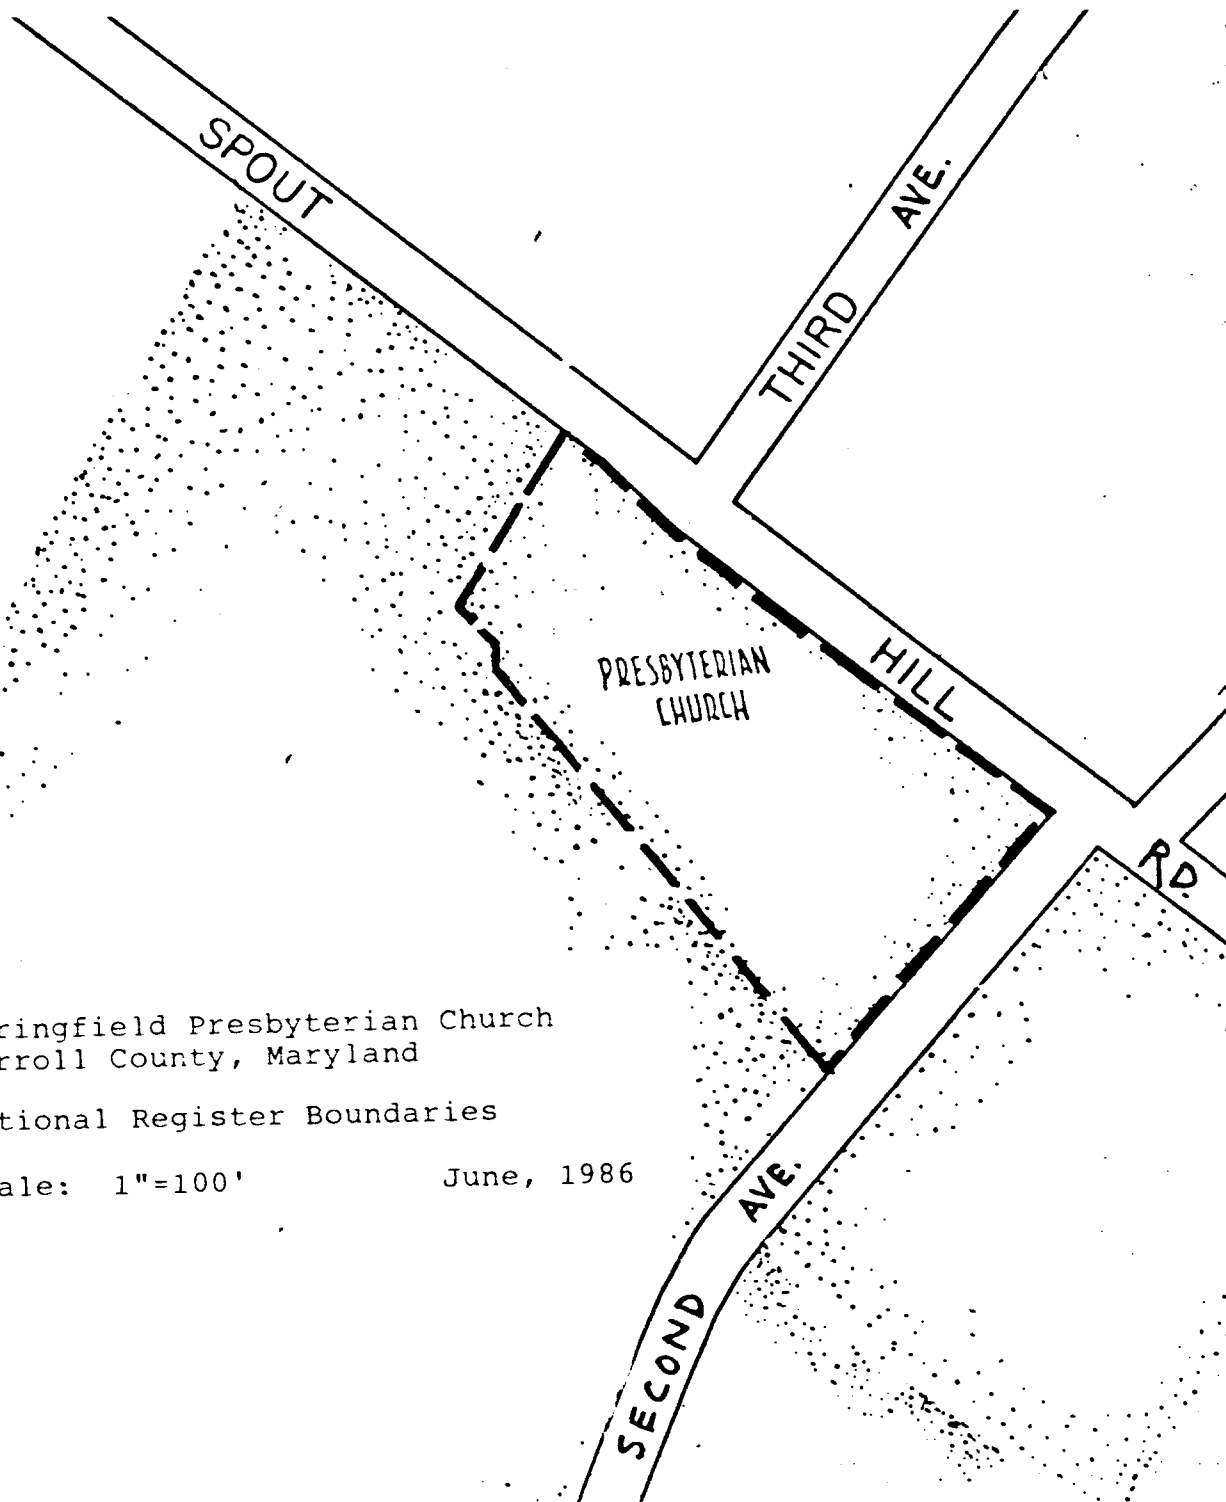 SPOUT
AVE.
THIRD
HILL
PRESBYTERIAN
CHURCH
RD.
ringfield Presbyterian Church
rroll County, Maryland
tional Register Boundaries
ale: 1"=100' June, 1986
AVE.
SECOND